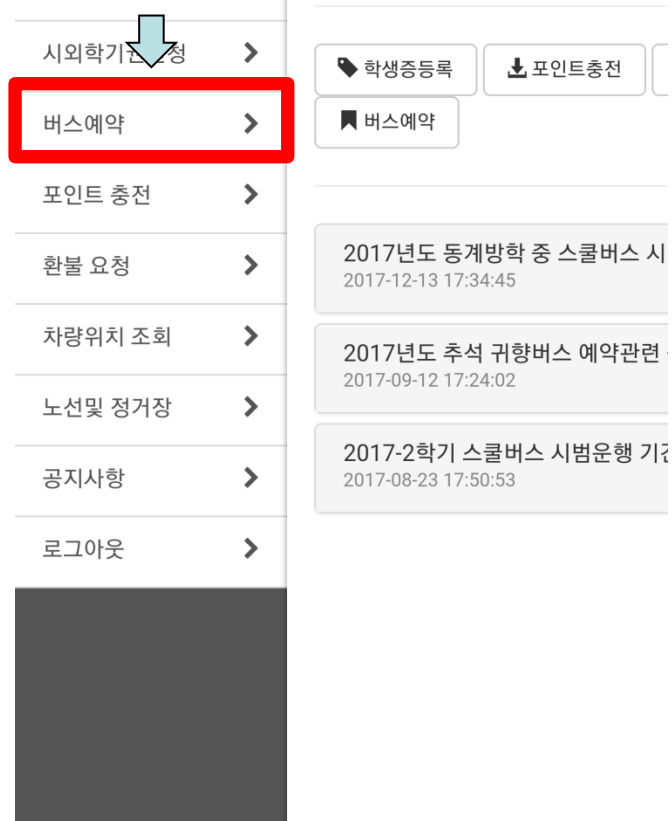 시외학기 청
버스예약
포인트 충전
환불 요청
차량위치 조회
노선및 정거장
공지사항
로그아웃
학생증등록
포인트충전
버스예약
2017년도 동계방학 중 스쿨버스 시
2017-12-13 17:34:45
2017년도 추석 귀향버스 예약관련
2017-09-12 17:24:02
2017-2학기 스쿨버스 시범운행
2017-08-23 17:50:53